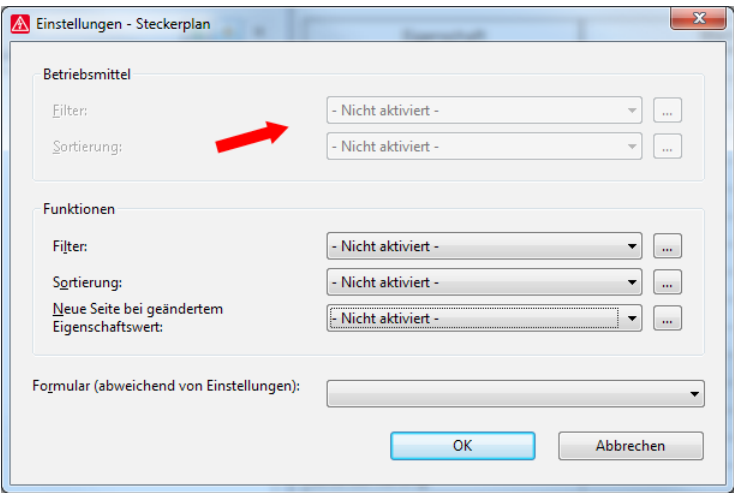 Einstellungen - Steckerplan
Betriebsmittel
Filter: - Nicht aktiviert - ...
Sortierung: - Nicht aktiviert - ...
Funktionen
Filter: - Nicht aktiviert - ...
Sortierung: - Nicht aktiviert - ...
Neue Seite bei geändertem
Eigenschaftswert: - Nicht aktiviert - ...
Formular (abweichend von Einstellungen):
OK Abbrechen